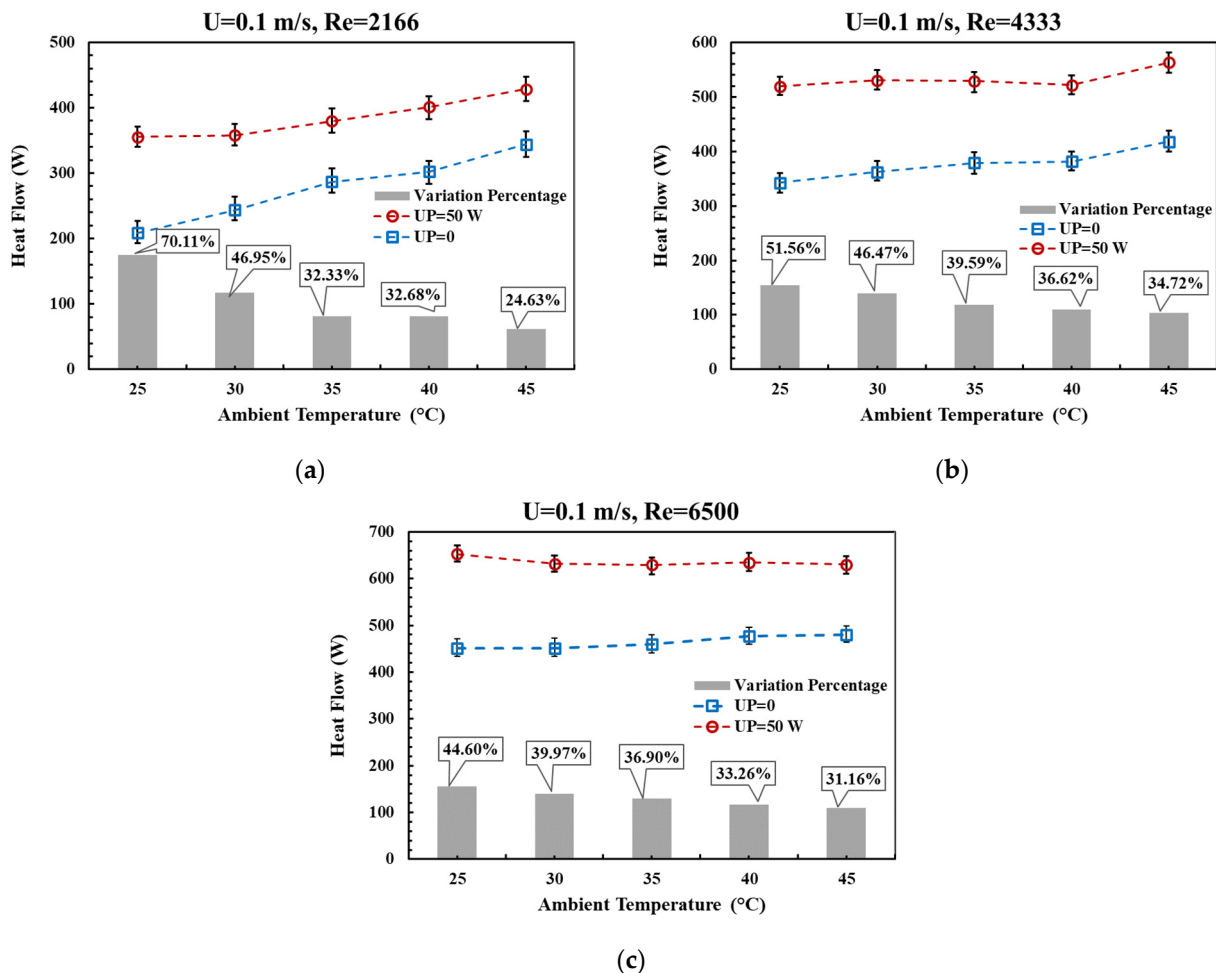 U=0.1 m/s, Re=2166
500
400
300
200
100
0
Heat Flow (W)
Variation Percentage
UP=50 W
UP=0
70.11%
46.95%
32.33%
32.68%
24.63%
25 30 35 40 45
Ambient Temperature (°C)
(a)
U=0.1 m/s, Re=4333
600
500
400
300
200
100
0
Heat Flow (W)
Variation Percentage
UP=0
UP=50 W
51.56%
46.47%
39.59%
36.62%
34.72%
25 30 35 40 45
Ambient Temperature (°C)
(b)
U=0.1 m/s, Re=6500
700
600
500
400
300
200
100
0
Heat Flow (W)
Variation Percentage
UP=0
UP=50 W
44.60%
39.97%
36.90%
33.26%
31.16%
25 30 35 40 45
Ambient Temperature (°C)
(c)